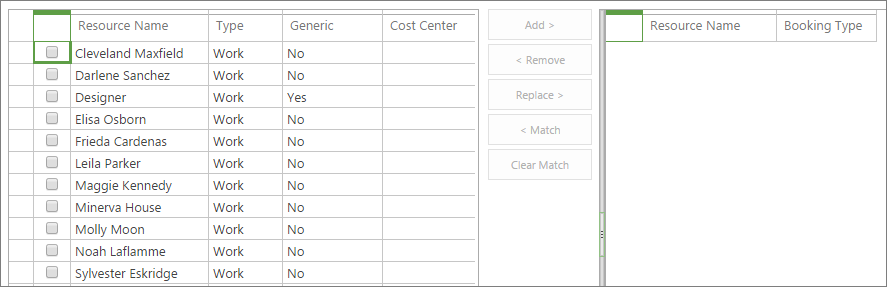 Resource Name Type Generic Cost Center
Cleveland Maxfield Work No
Darlene Sanchez Work No
Designer Work Yes
Elisa Osborn Work No
Frieda Cardenas Work No
Leila Parker Work No
Maggie Kennedy Work No
Minerva House Work No
Molly Moon Work No
Noah Laflamme Work No
Sylvester Eskridge Work No
Add >
< Remove
Replace >
< Match
Clear Match
Resource Name Booking Type